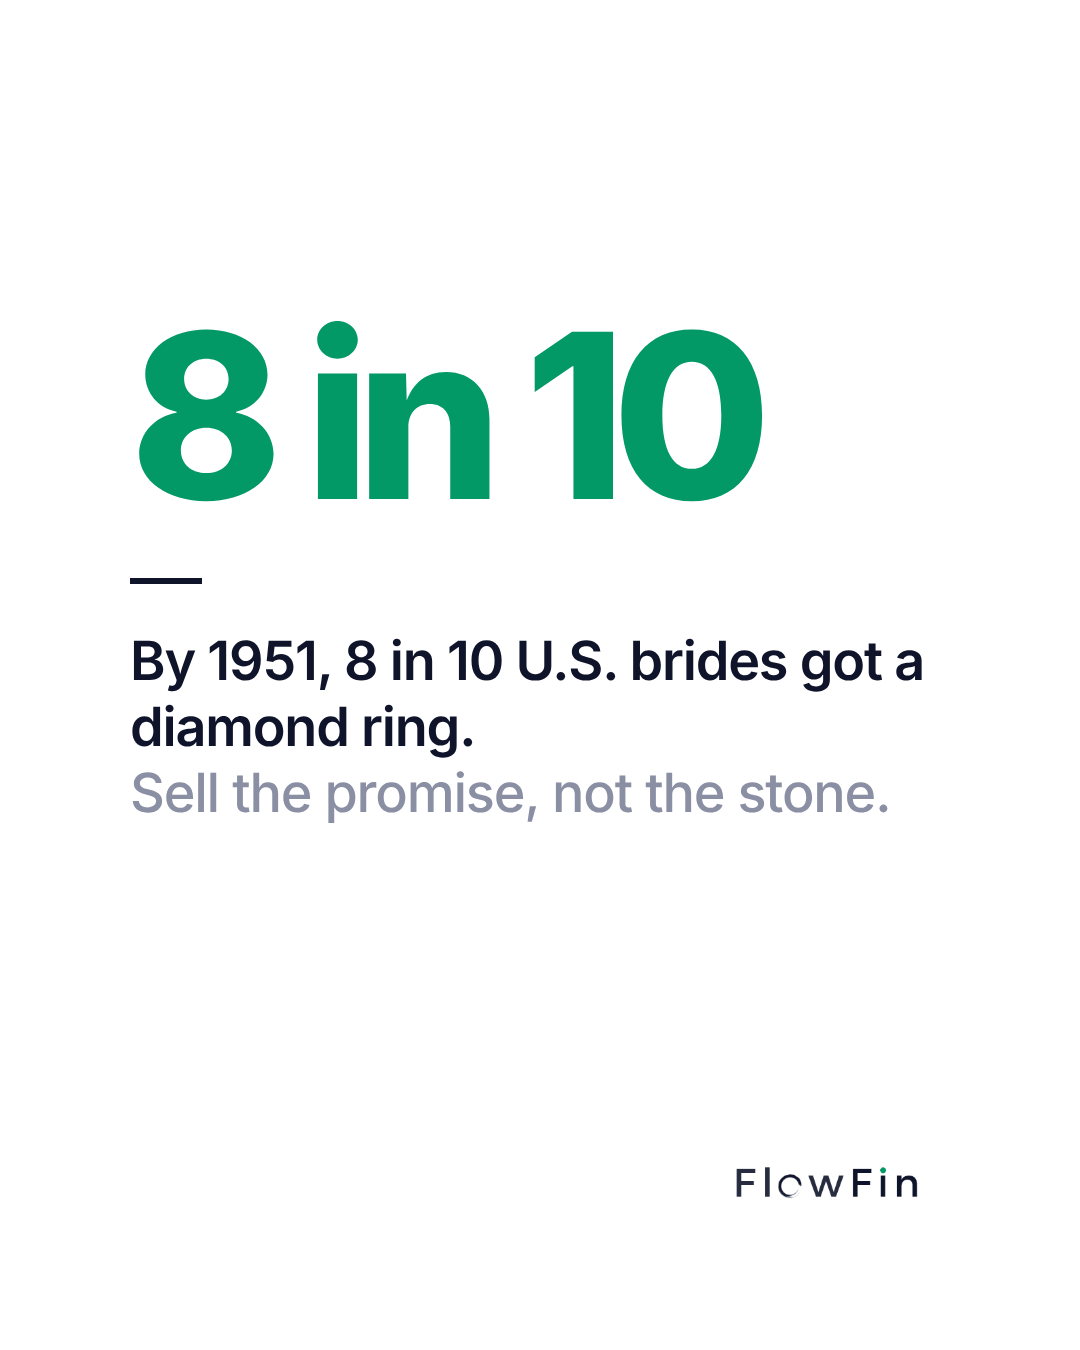 8 in 10
By 1951, 8 in 10 U.S. brides got a
diamond ring.
Sell the promise, not the stone.
FlowFin